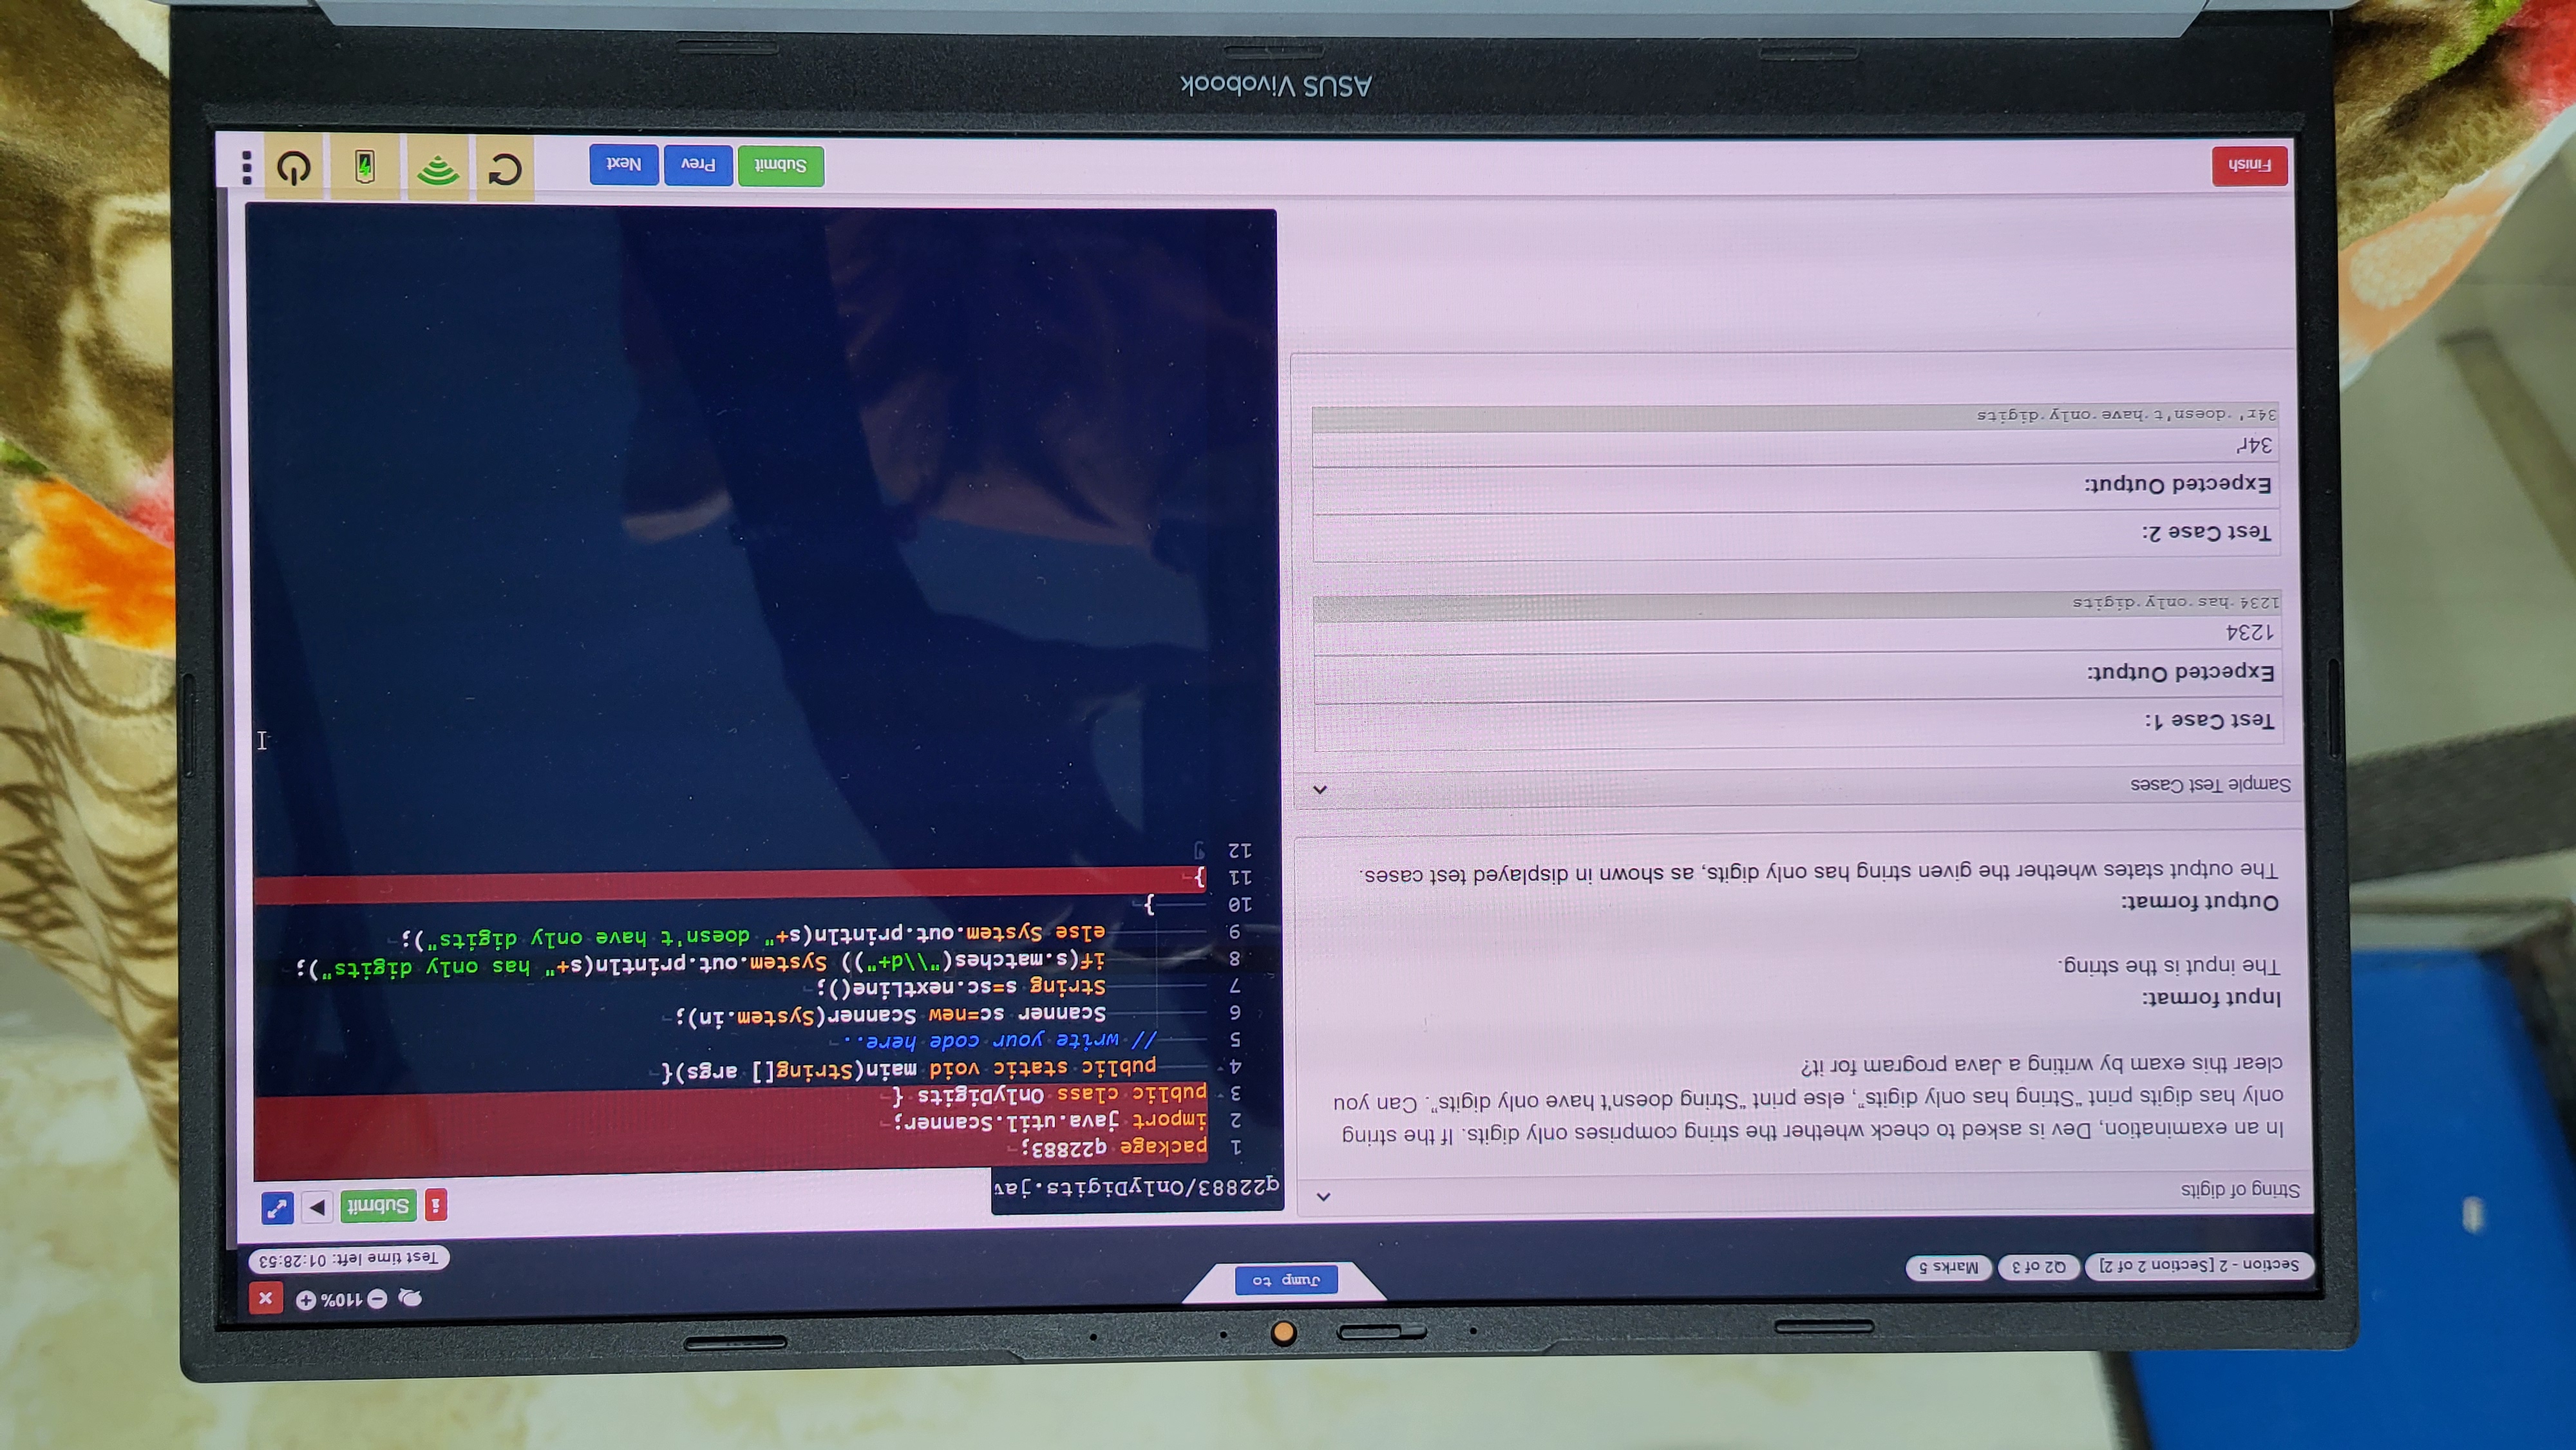 Section - 2 [Section 2 of 2] Q2 of 3 Marks 5
Jump to
110%
Test time left: 01:28:53
String of digits
In an examination, Dev is asked to check whether the string comprises only digits. If the string
only has digits print “String has only digits”, else print “String doesn't have only digits”. Can you
clear this exam by writing a Java program for it?
Input format:
The input is the string.
Output format:
The output states whether the given string has only digits, as shown in displayed test cases.
Sample Test Cases
Test Case 1:
Expected Output:
1234
1234 has only digits
Test Case 2:
Expected Output:
34r'
34r' doesn't have only digits
q22883/OnlyDigits.jav
i Submit
1 package q22883;
2 import java.util.Scanner;
3 public class OnlyDigits {
4 public static void main(String[] args){
5 // write your code here..
6 Scanner sc=new Scanner(System.in);
7 String s=sc.nextLine();
8 if(s.matches("\\d+")) System.out.println(s+" has only digits");
9 else System.out.println(s+" doesn't have only digits");
10 }
11 }
12
Finish
Submit Prev Next
ASUS Vivobook